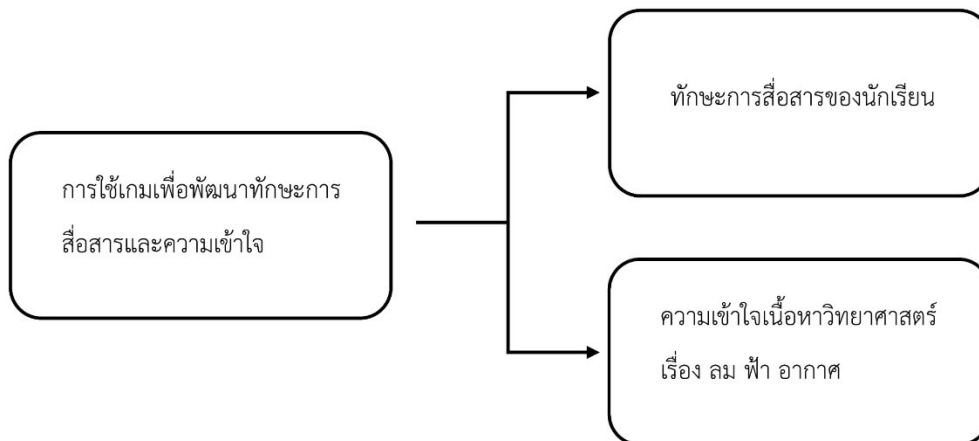 การใช้เกมเพื่อพัฒนาทักษะการ
สื่อสารและความเข้าใจ
ทักษะการสื่อสารของนักเรียน
ความเข้าใจเนื้อหาวิทยาศาสตร์
เรื่อง ลม ฟ้า อากาศ